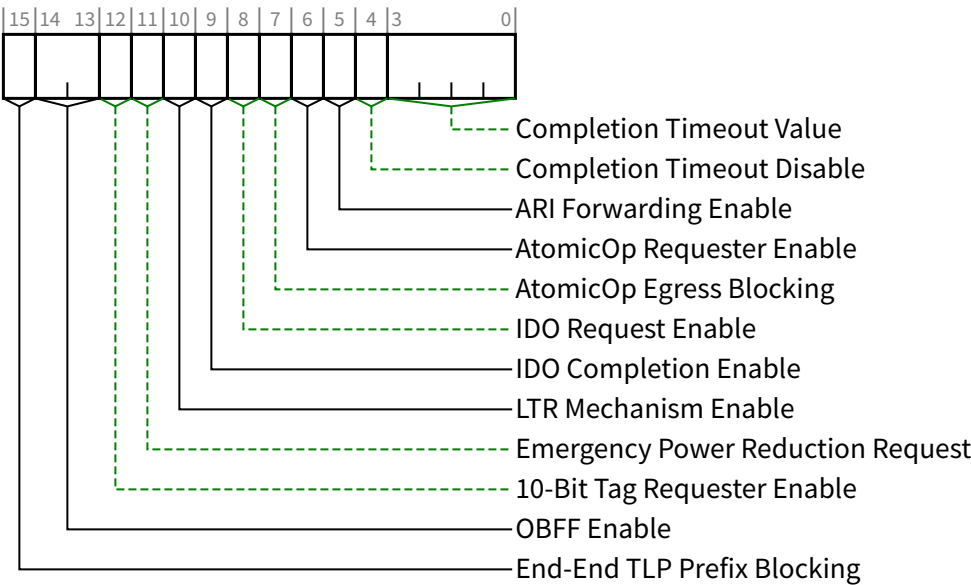 15 14 13 12 11 10 9 8 7 6 5 4 3 0
Completion Timeout Value
Completion Timeout Disable
ARI Forwarding Enable
AtomicOp Requester Enable
AtomicOp Egress Blocking
IDO Request Enable
IDO Completion Enable
LTR Mechanism Enable
Emergency Power Reduction Request
10-Bit Tag Requester Enable
OBFF Enable
End-End TLP Prefix Blocking